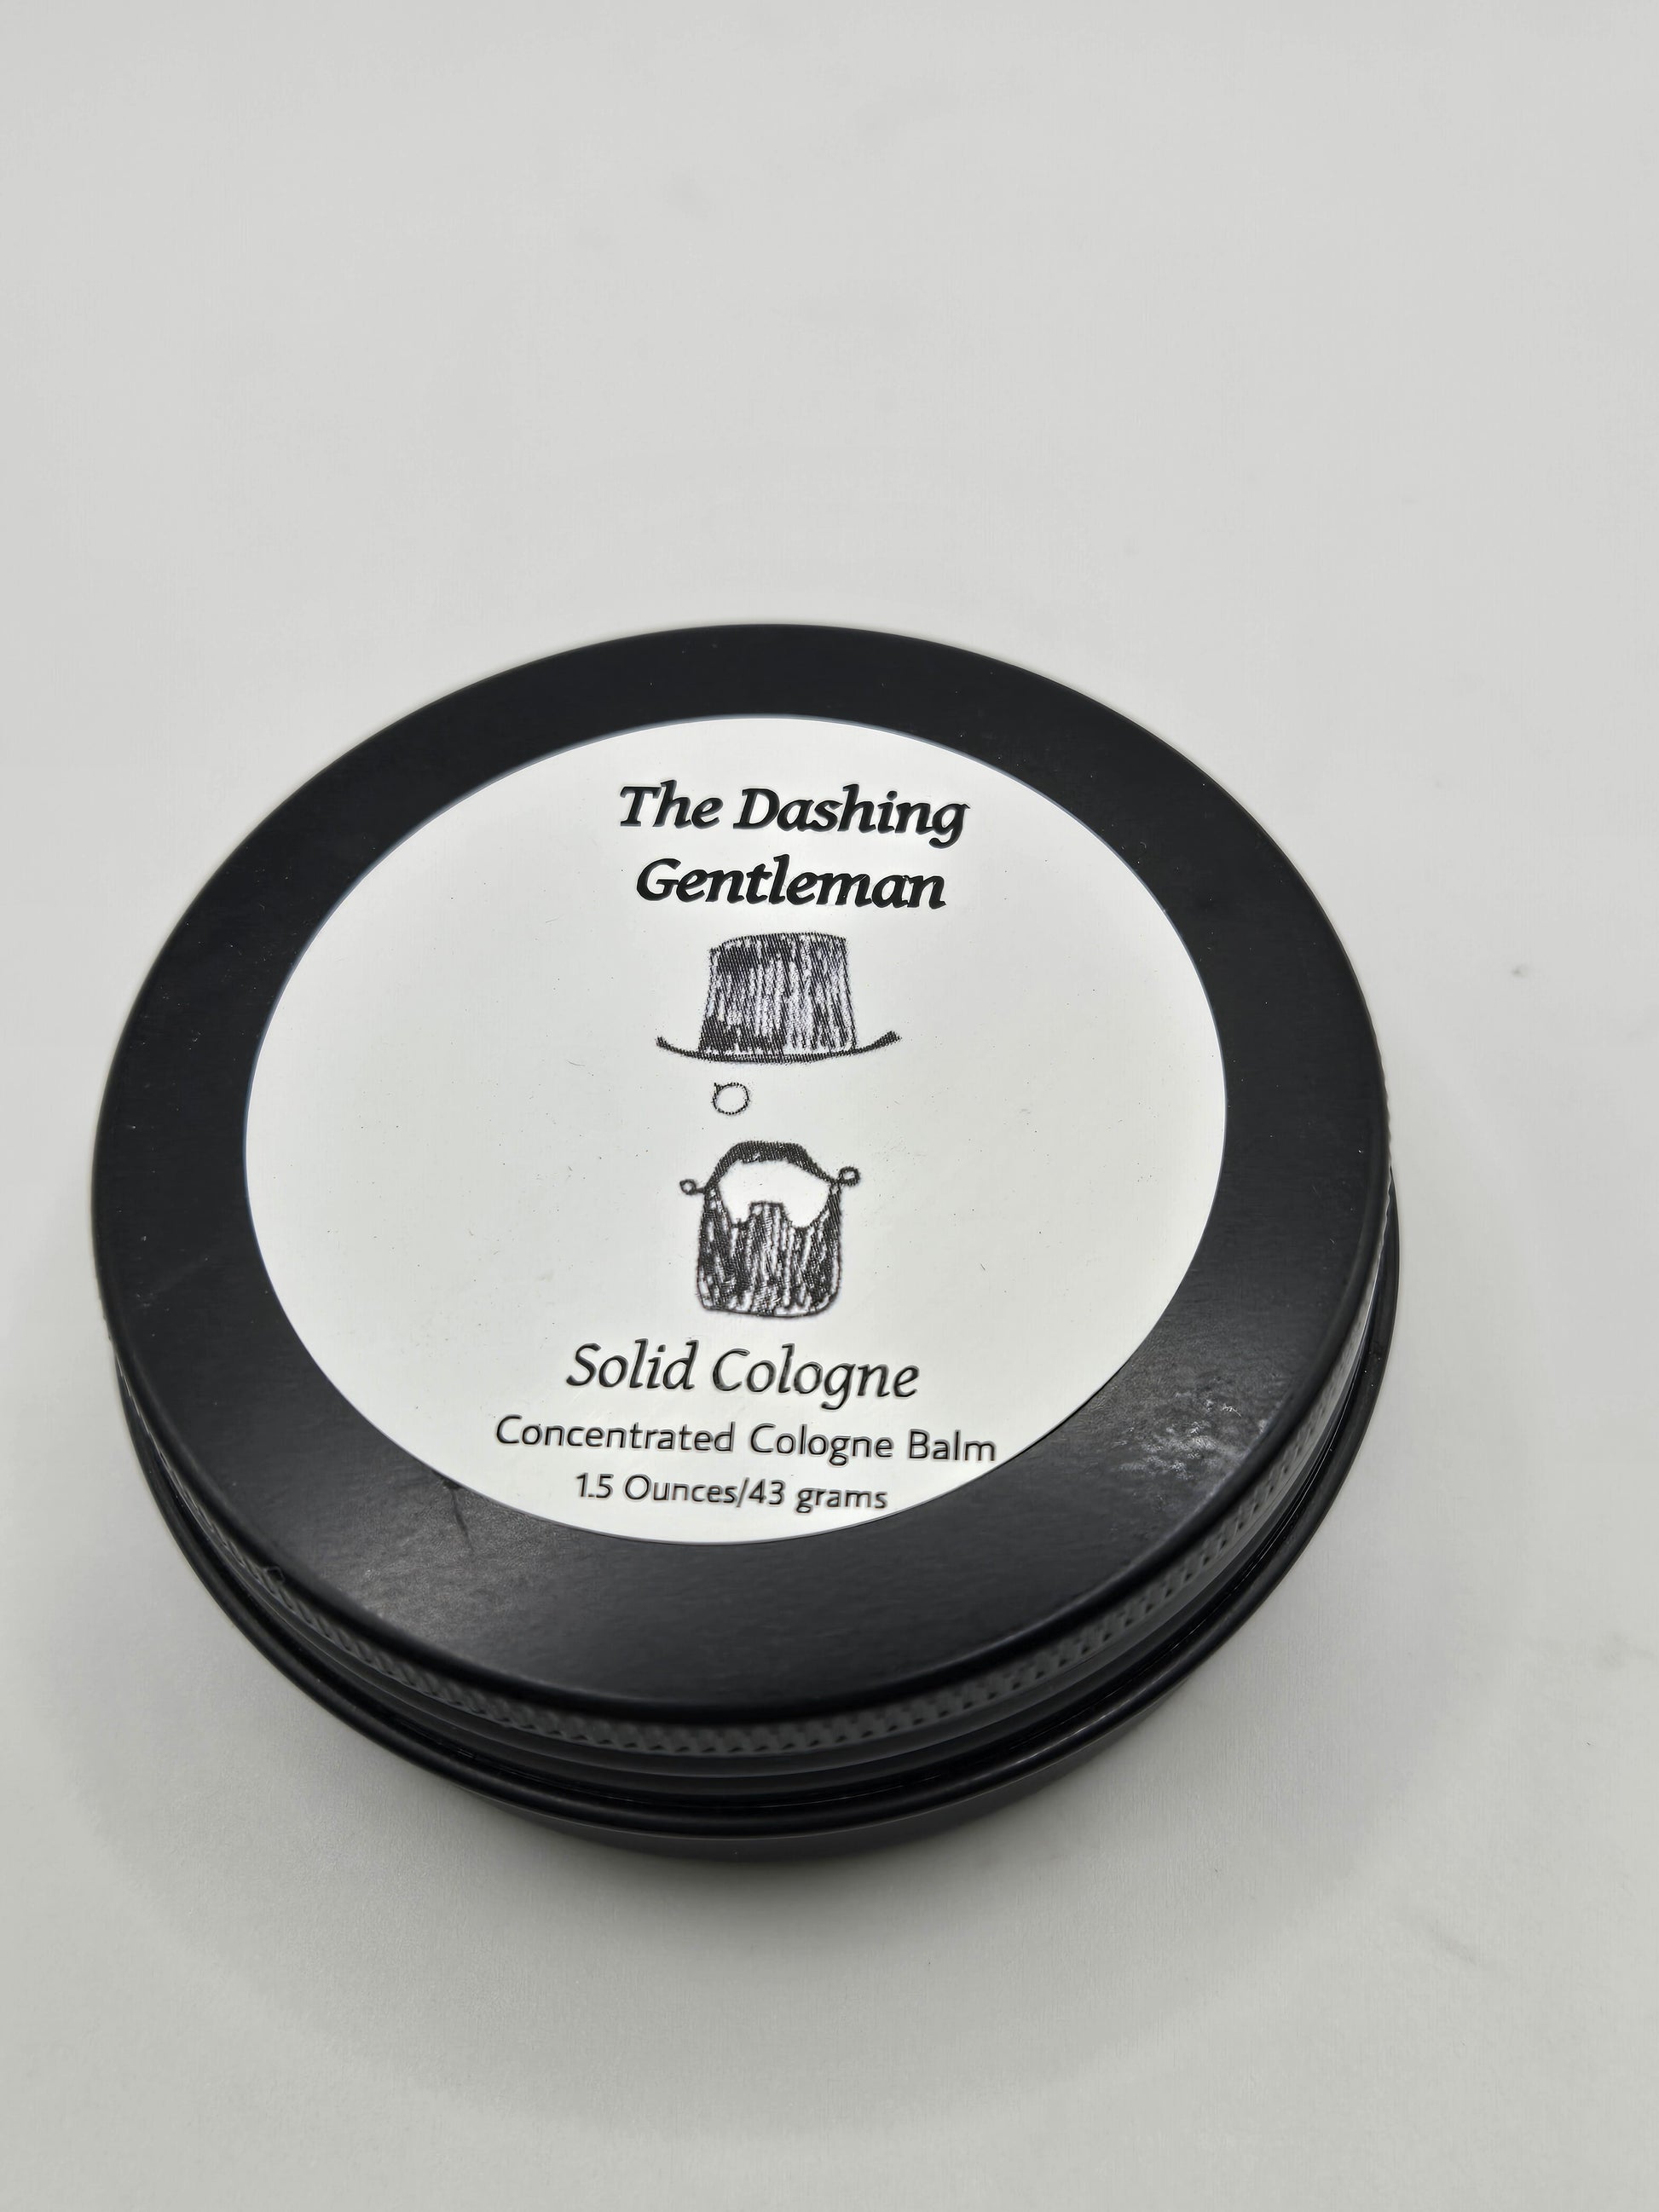 The Dashing
Gentleman
Solid Cologne
Concentrated Cologne Balm
1.5 Ounces/43 grams